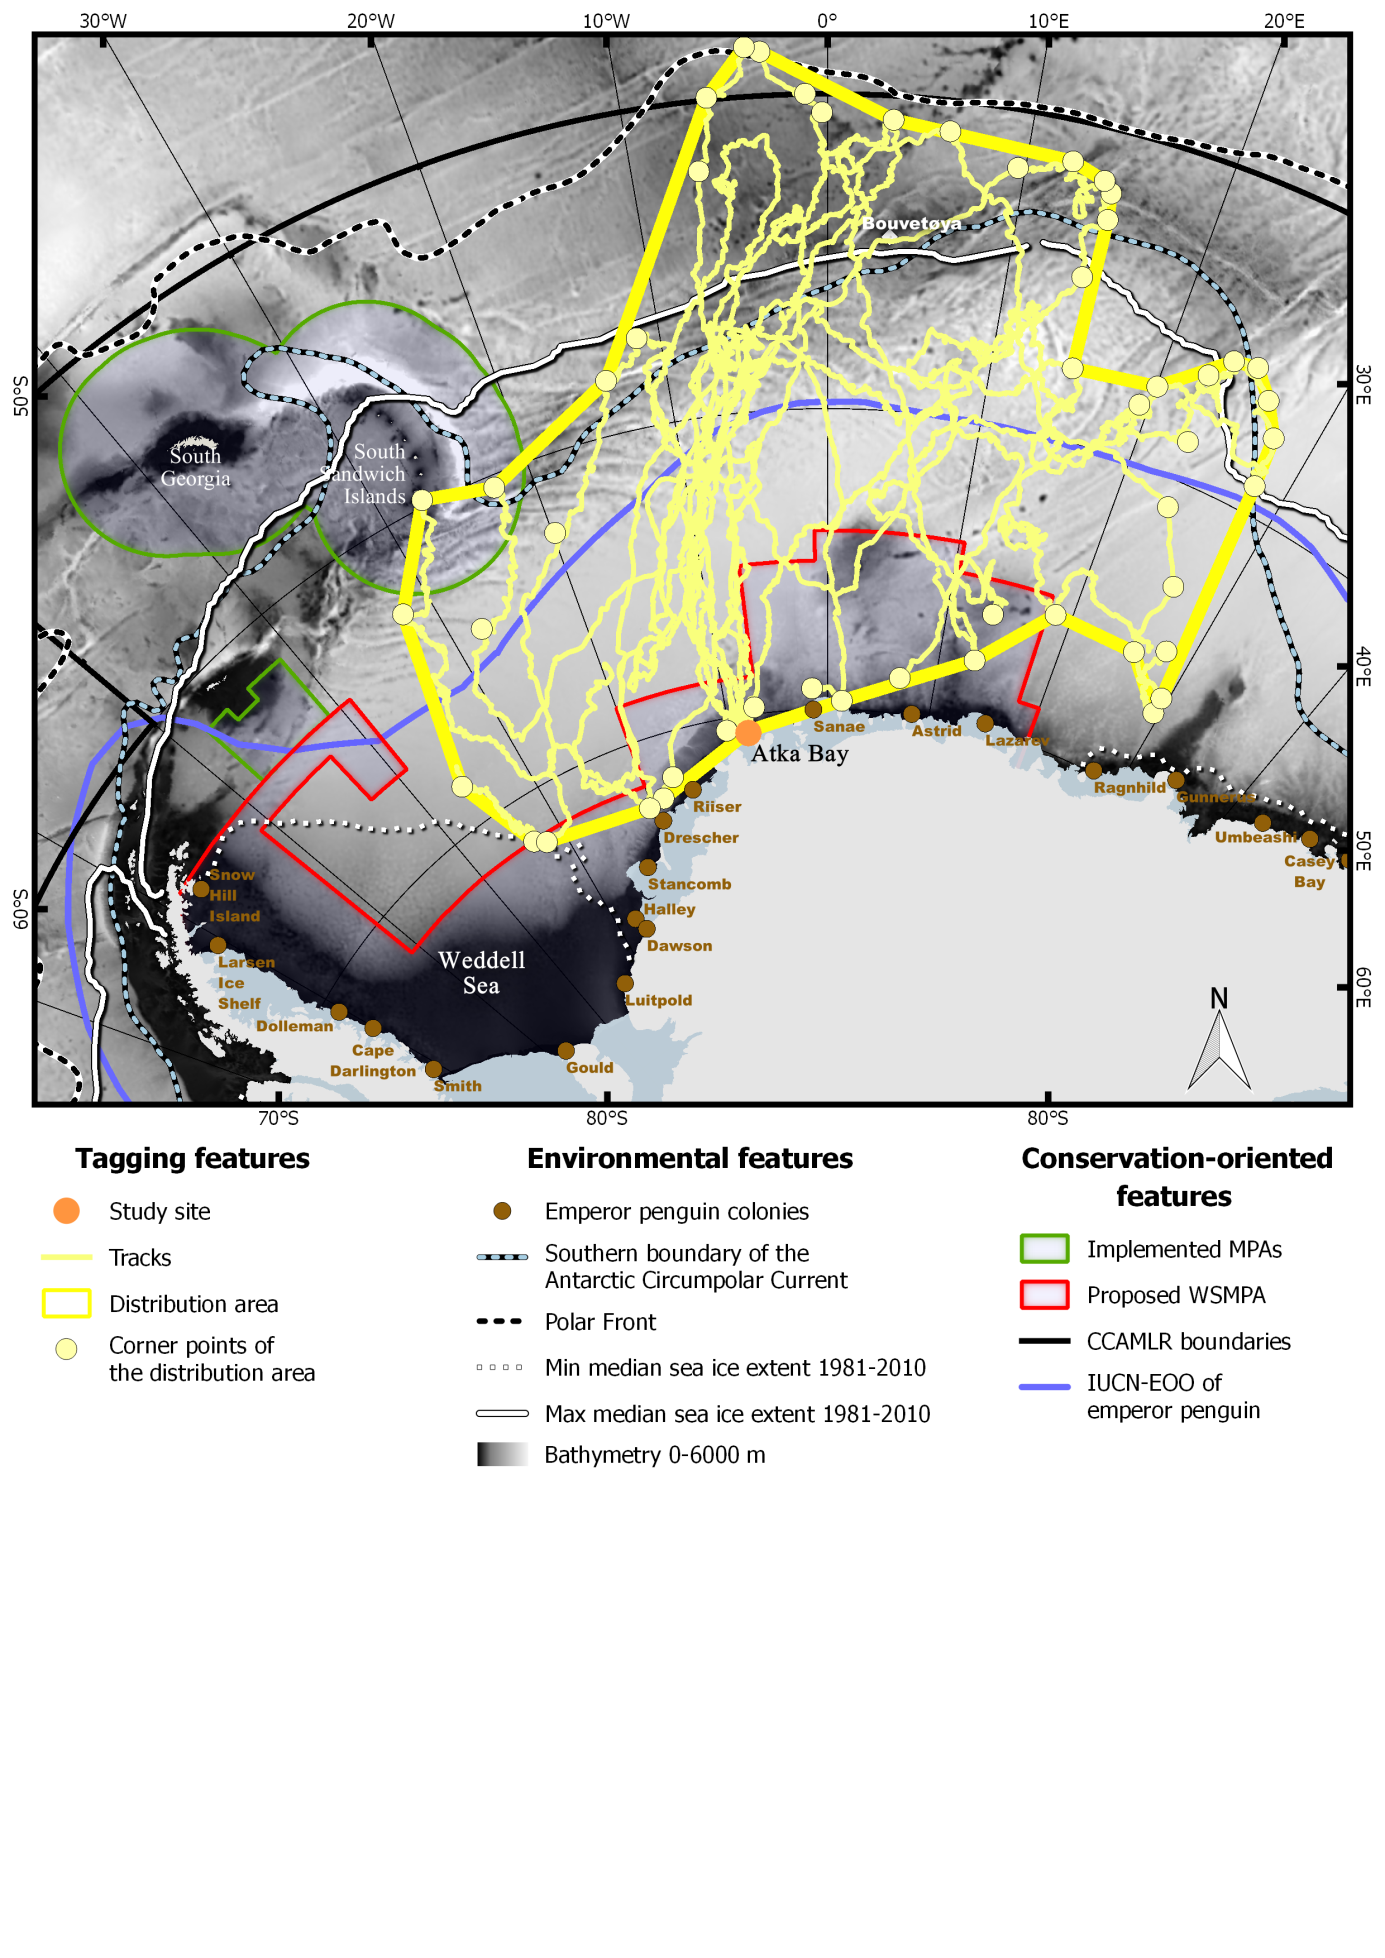 30°W 20°W 10°W 0° 10°E 20°E
Bouvetøya
50°S
30°E
South
Georgia
South
Sandwich
Islands
40°E
Sanae
Astrid
Lazarev
Atka Bay
Ragnhild
Gunnerus
Riiser
Drescher
Umbeashi
Casey
Bay
50°E
Snow
Hill
Island
Stancomb
Halley
Dawson
60°S
Weddell
Sea
Larsen
Ice
Shelf
Luitpold
60°E
N
Dolleman
Cape
Darlington
Smith
Gould
70°S 80°S 80°S
Tagging features
Study site
Tracks
Distribution area
Corner points of
the distribution area
Environmental features
Emperor penguin colonies
Southern boundary of the
Antarctic Circumpolar Current
Polar Front
Min median sea ice extent 1981-2010
Max median sea ice extent 1981-2010
Bathymetry 0-6000 m
Conservation-oriented
features
Implemented MPAs
Proposed WSMPA
CCAMLR boundaries
IUCN-EOO of
emperor penguin